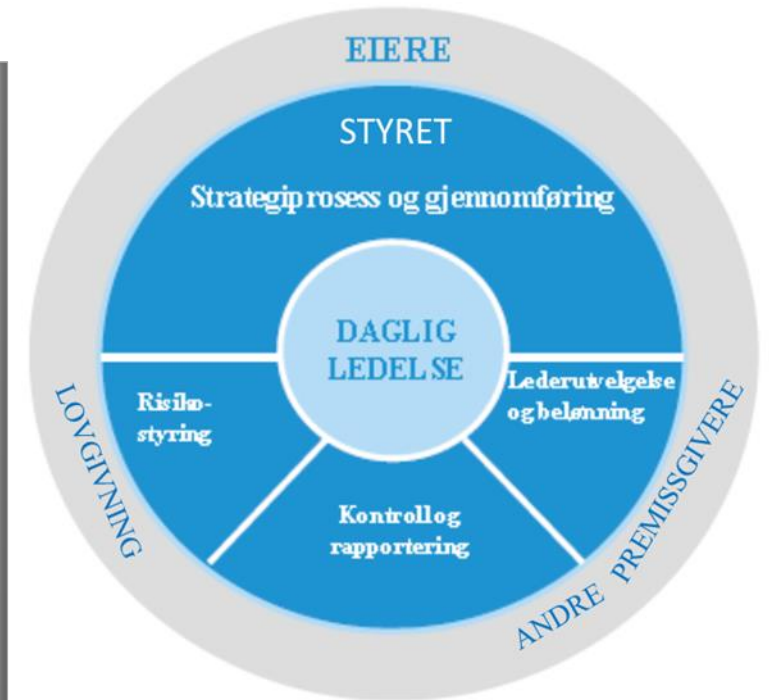 EIERE
STYRET
Strategiprosess og gjennomføring
DAGLIG
LEDELSE
Risiko-
styring
Lederutvelgelse
og belønning
Kontroll og
rapportering
LOVGIVNING
ANDRE PREMISSGIVERE